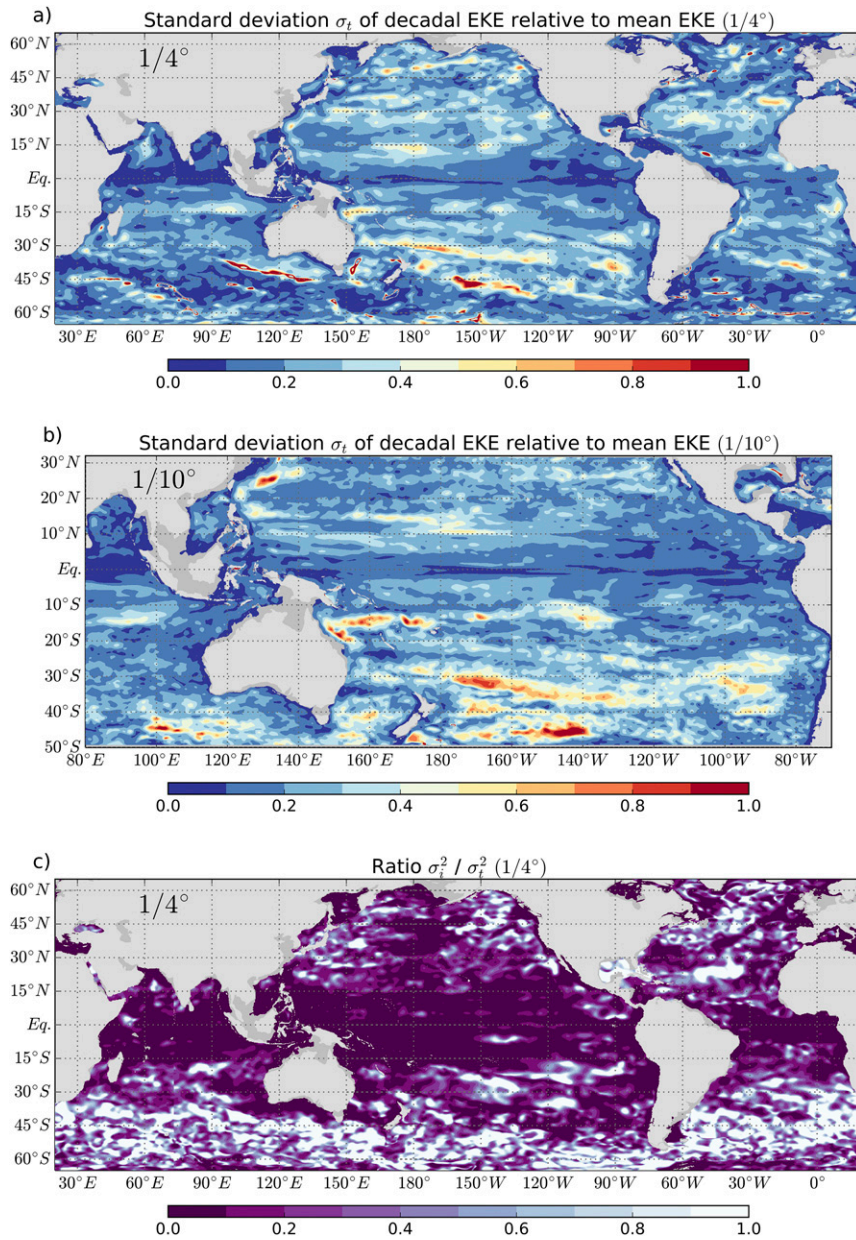 a)
Standard deviation σt of decadal EKE relative to mean EKE (1/4°)
1/4°
60°N
45°N
30°N
15°N
Eq.
15°S
30°S
45°S
60°S
30°E 60°E 90°E 120°E 150°E 180° 150°W 120°W 90°W 60°W 30°W 0°
0.0 0.2 0.4 0.6 0.8 1.0
b)
Standard deviation σt of decadal EKE relative to mean EKE (1/10°)
1/10°
30°N
20°N
10°N
Eq.
10°S
20°S
30°S
40°S
50°S
80°E 100°E 120°E 140°E 160°E 180° 160°W 140°W 120°W 100°W 80°W
0.0 0.2 0.4 0.6 0.8 1.0
c)
Ratio σi² / σt² (1/4°)
1/4°
60°N
45°N
30°N
15°N
Eq.
15°S
30°S
45°S
60°S
30°E 60°E 90°E 120°E 150°E 180° 150°W 120°W 90°W 60°W 30°W 0°
0.0 0.2 0.4 0.6 0.8 1.0